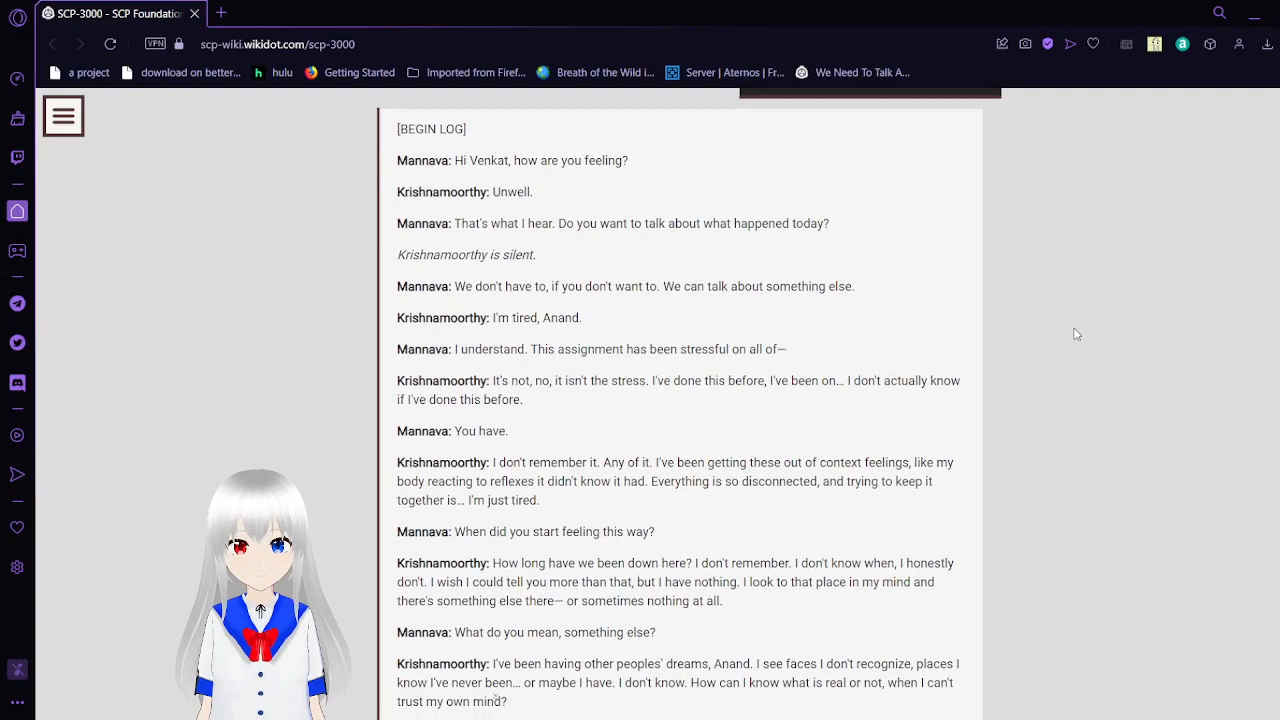 SCP-3000 - SCP Foundatio
VPN
scp-wiki.wikidot.com/scp-3000
a project
download on better...
hulu
Getting Started
Imported from Firef...
Breath of the Wild i...
Server | Aternos | Fr...
We Need To Talk A...
[BEGIN LOG]
Mannava: Hi Venkat, how are you feeling?
Krishnamoorthy: Unwell.
Mannava: That's what I hear. Do you want to talk about what happened today?
Krishnamoorthy is silent.
Mannava: We don't have to, if you don't want to. We can talk about something else.
Krishnamoorthy: I'm tired, Anand.
Mannava: I understand. This assignment has been stressful on all of—
Krishnamoorthy: It's not, no, it isn't the stress. I've done this before, I've been on… I don't actually know
if I've done this before.
Mannava: You have.
Krishnamoorthy: I don't remember it. Any of it. I've been getting these out of context feelings, like my
body reacting to reflexes it didn't know it had. Everything is so disconnected, and trying to keep it
together is… I'm just tired.
Mannava: When did you start feeling this way?
Krishnamoorthy: How long have we been down here? I don't remember. I don't know when, I honestly
don't. I wish I could tell you more than that, but I have nothing. I look to that place in my mind and
there's something else there— or sometimes nothing at all.
Mannava: What do you mean, something else?
Krishnamoorthy: I've been having other peoples' dreams, Anand. I see faces I don't recognize, places I
know I've never been… or maybe I have. I don't know. How can I know what is real or not, when I can't
trust my own mind?